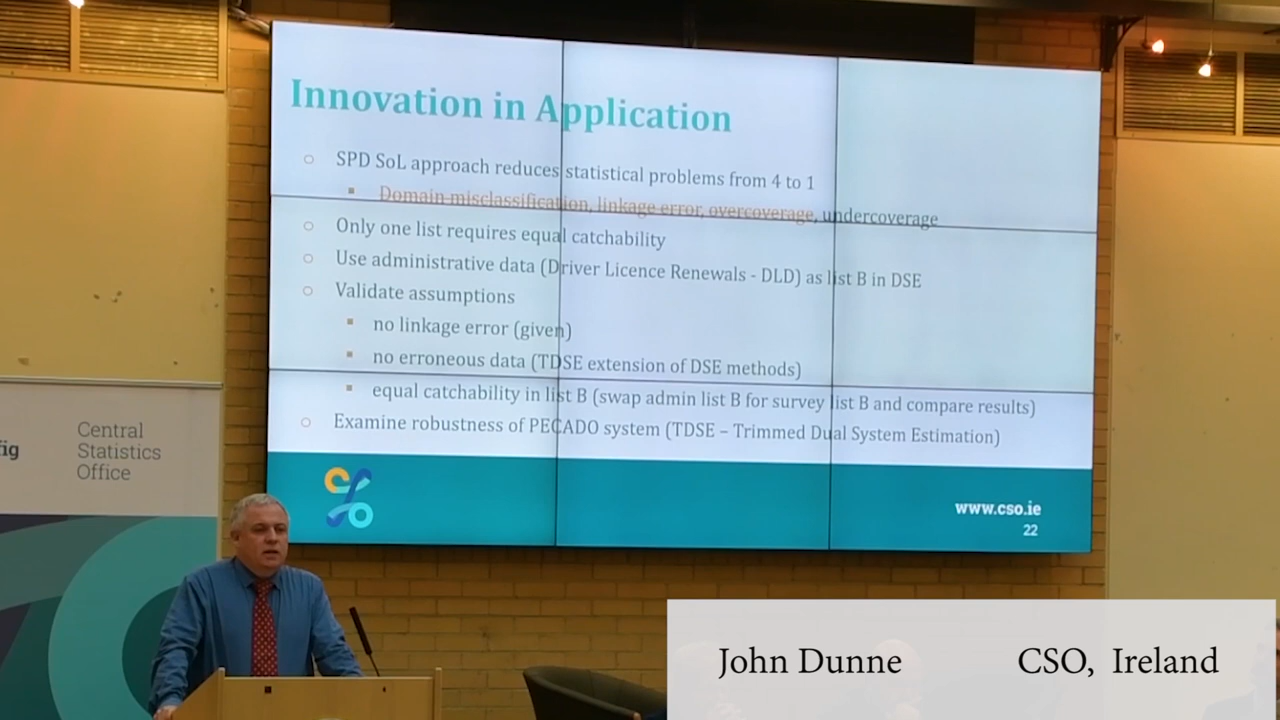 Innovation in Application
SPD SoL approach reduces statistical problems from 4 to 1
Domain misclassification, linkage error, overcoverage, undercoverage
Only one list requires equal catchability
Use administrative data (Driver Licence Renewals - DLD) as list B in DSE
Validate assumptions
no linkage error (given)
no erroneous data (TDSE extension of DSE methods)
equal catchability in list B (swap admin list B for survey list B and compare results)
Examine robustness of PECADO system (TDSE – Trimmed Dual System Estimation)
www.cso.ie
22
Central
Statistics
Office
John Dunne CSO, Ireland